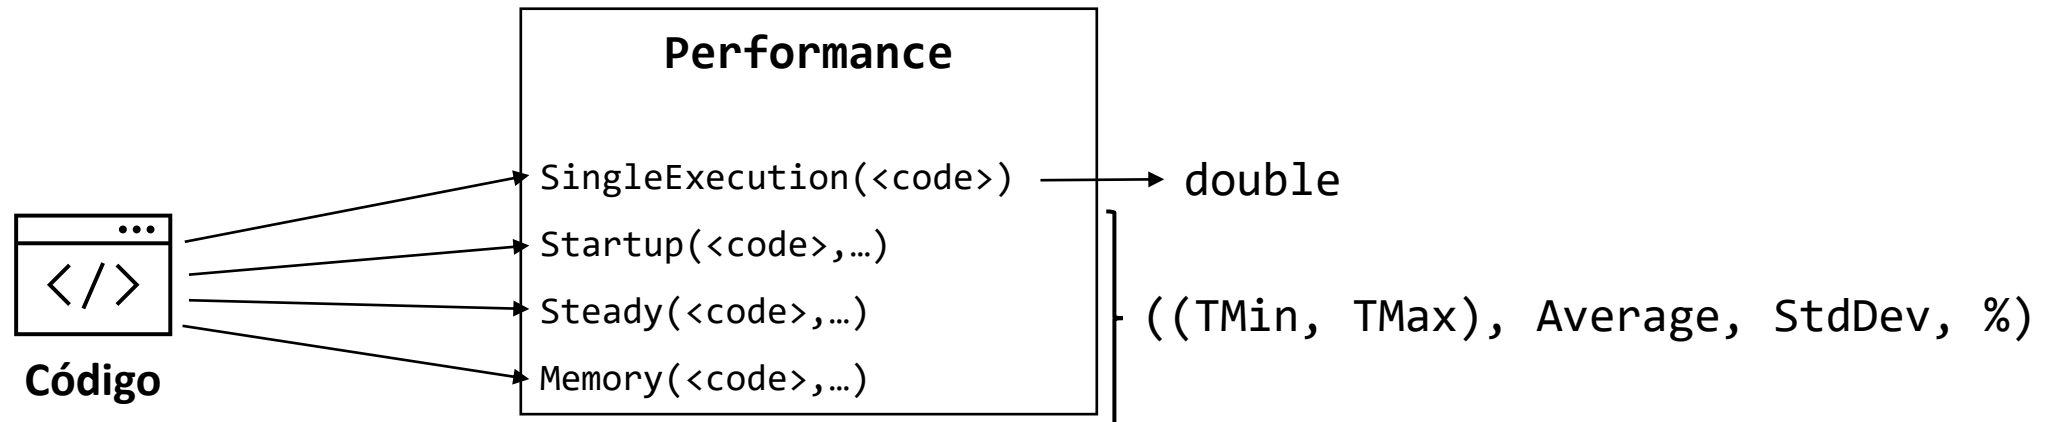 Performance
SingleExecution(<code>)
double
Startup(<code>,…)
</>
Steady(<code>,…)
((TMin, TMax), Average, StdDev, %)
Memory(<code>,…)
Código